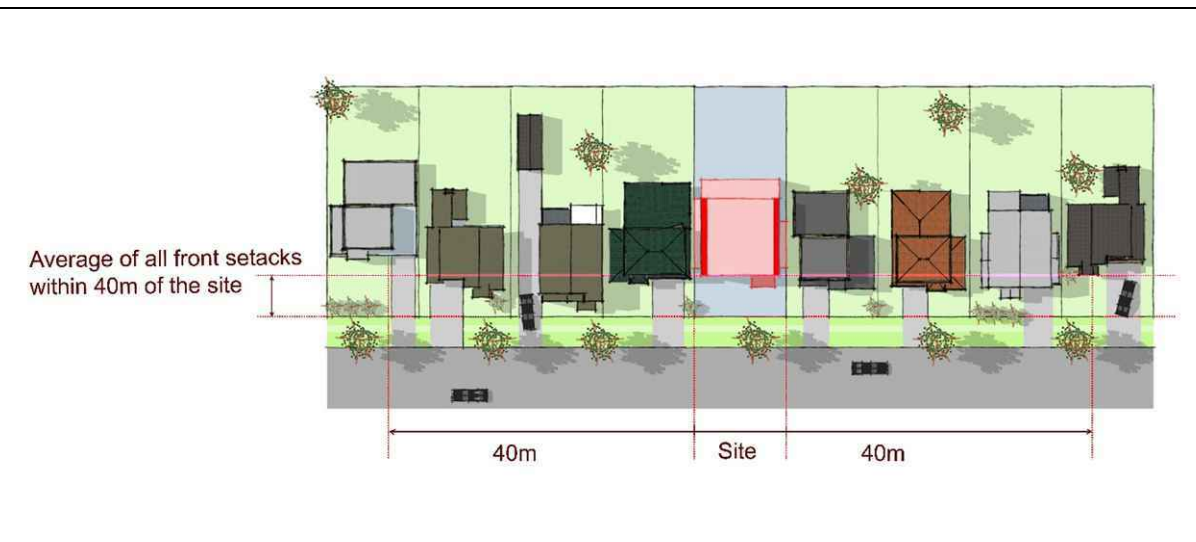 Average of all front setacks
within 40m of the site
40m
Site
40m